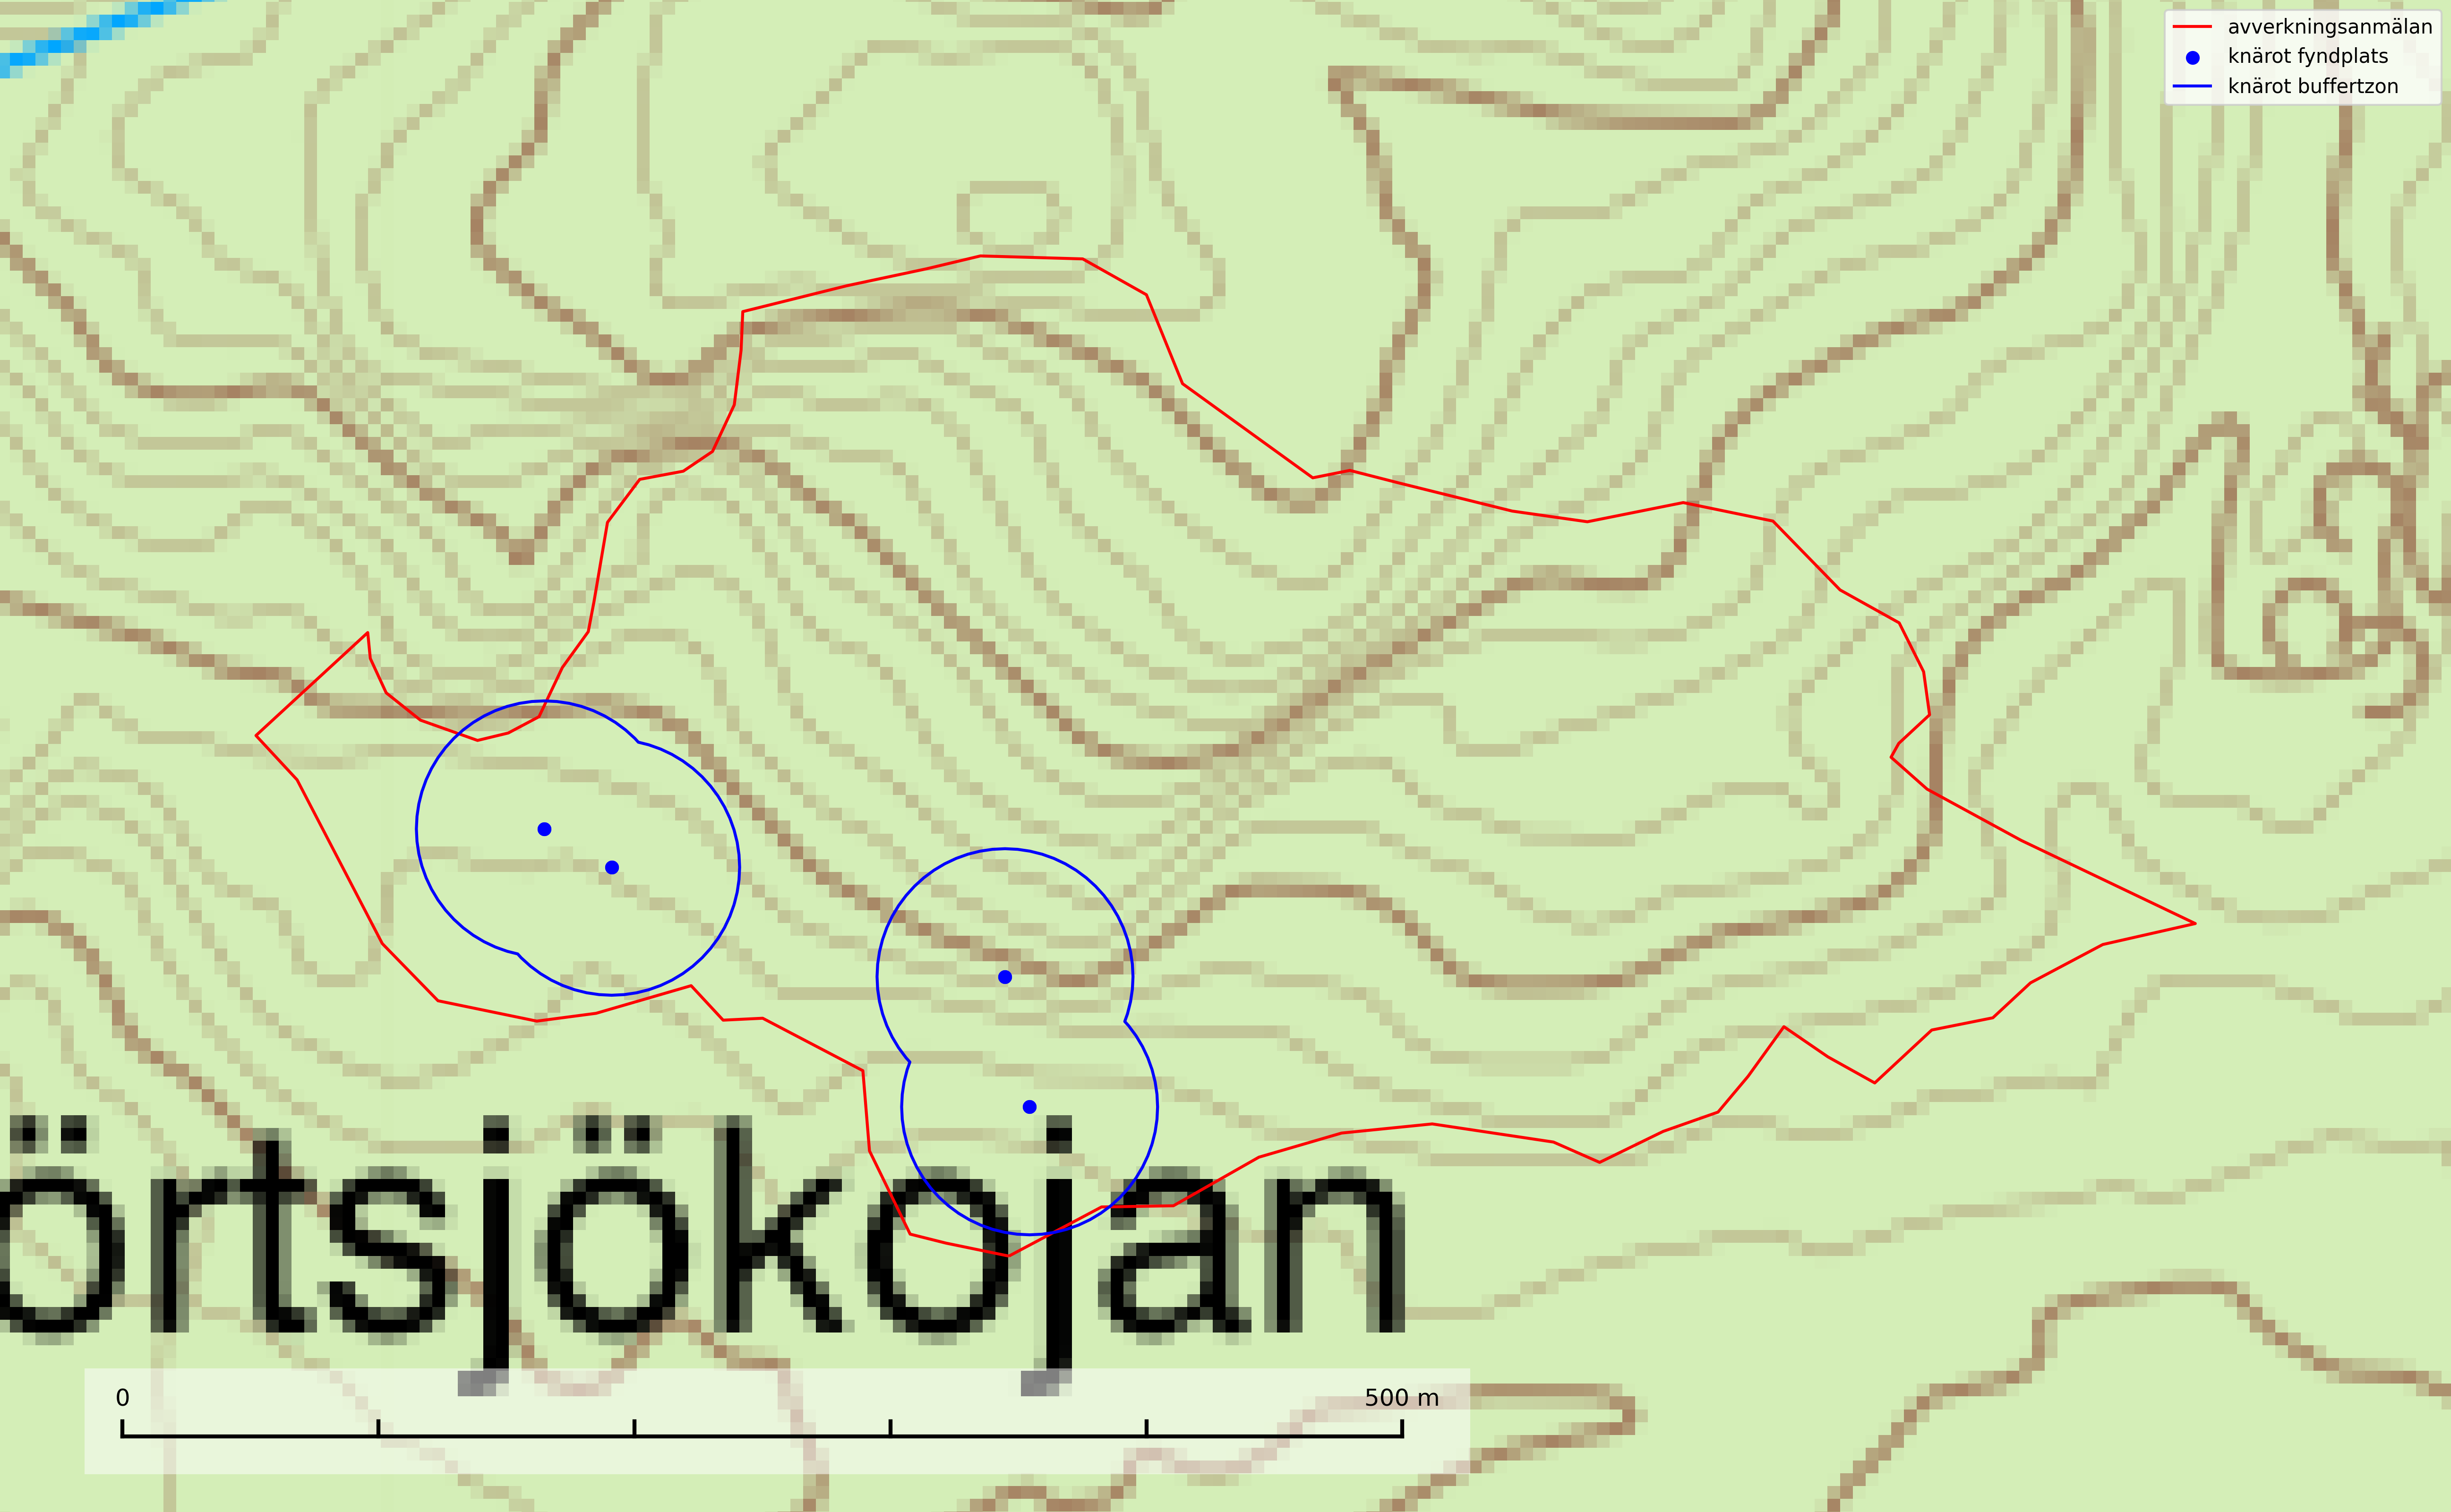 avverkningsanmälan
knärot fyndplats
knärot buffertzon
örtsjökojan
0 500 m